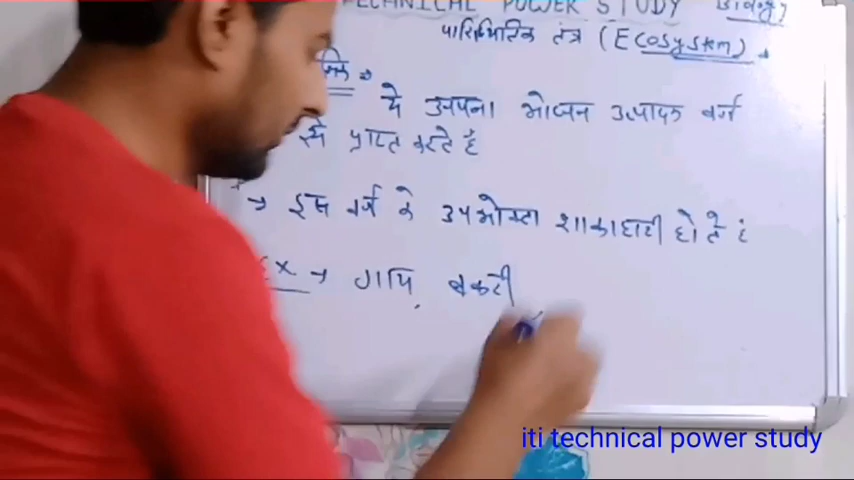 TECHNICAL POWER STUDY Biology
पारिस्थितिक तंत्र (Ecosystem)
ये अपना भोजन उत्पादक वर्ग
से प्राप्त करते हैं
→ इस वर्ग के उपभोक्ता शाकाहारी होते हैं
Ex → गाय, बकरी
iti technical power study